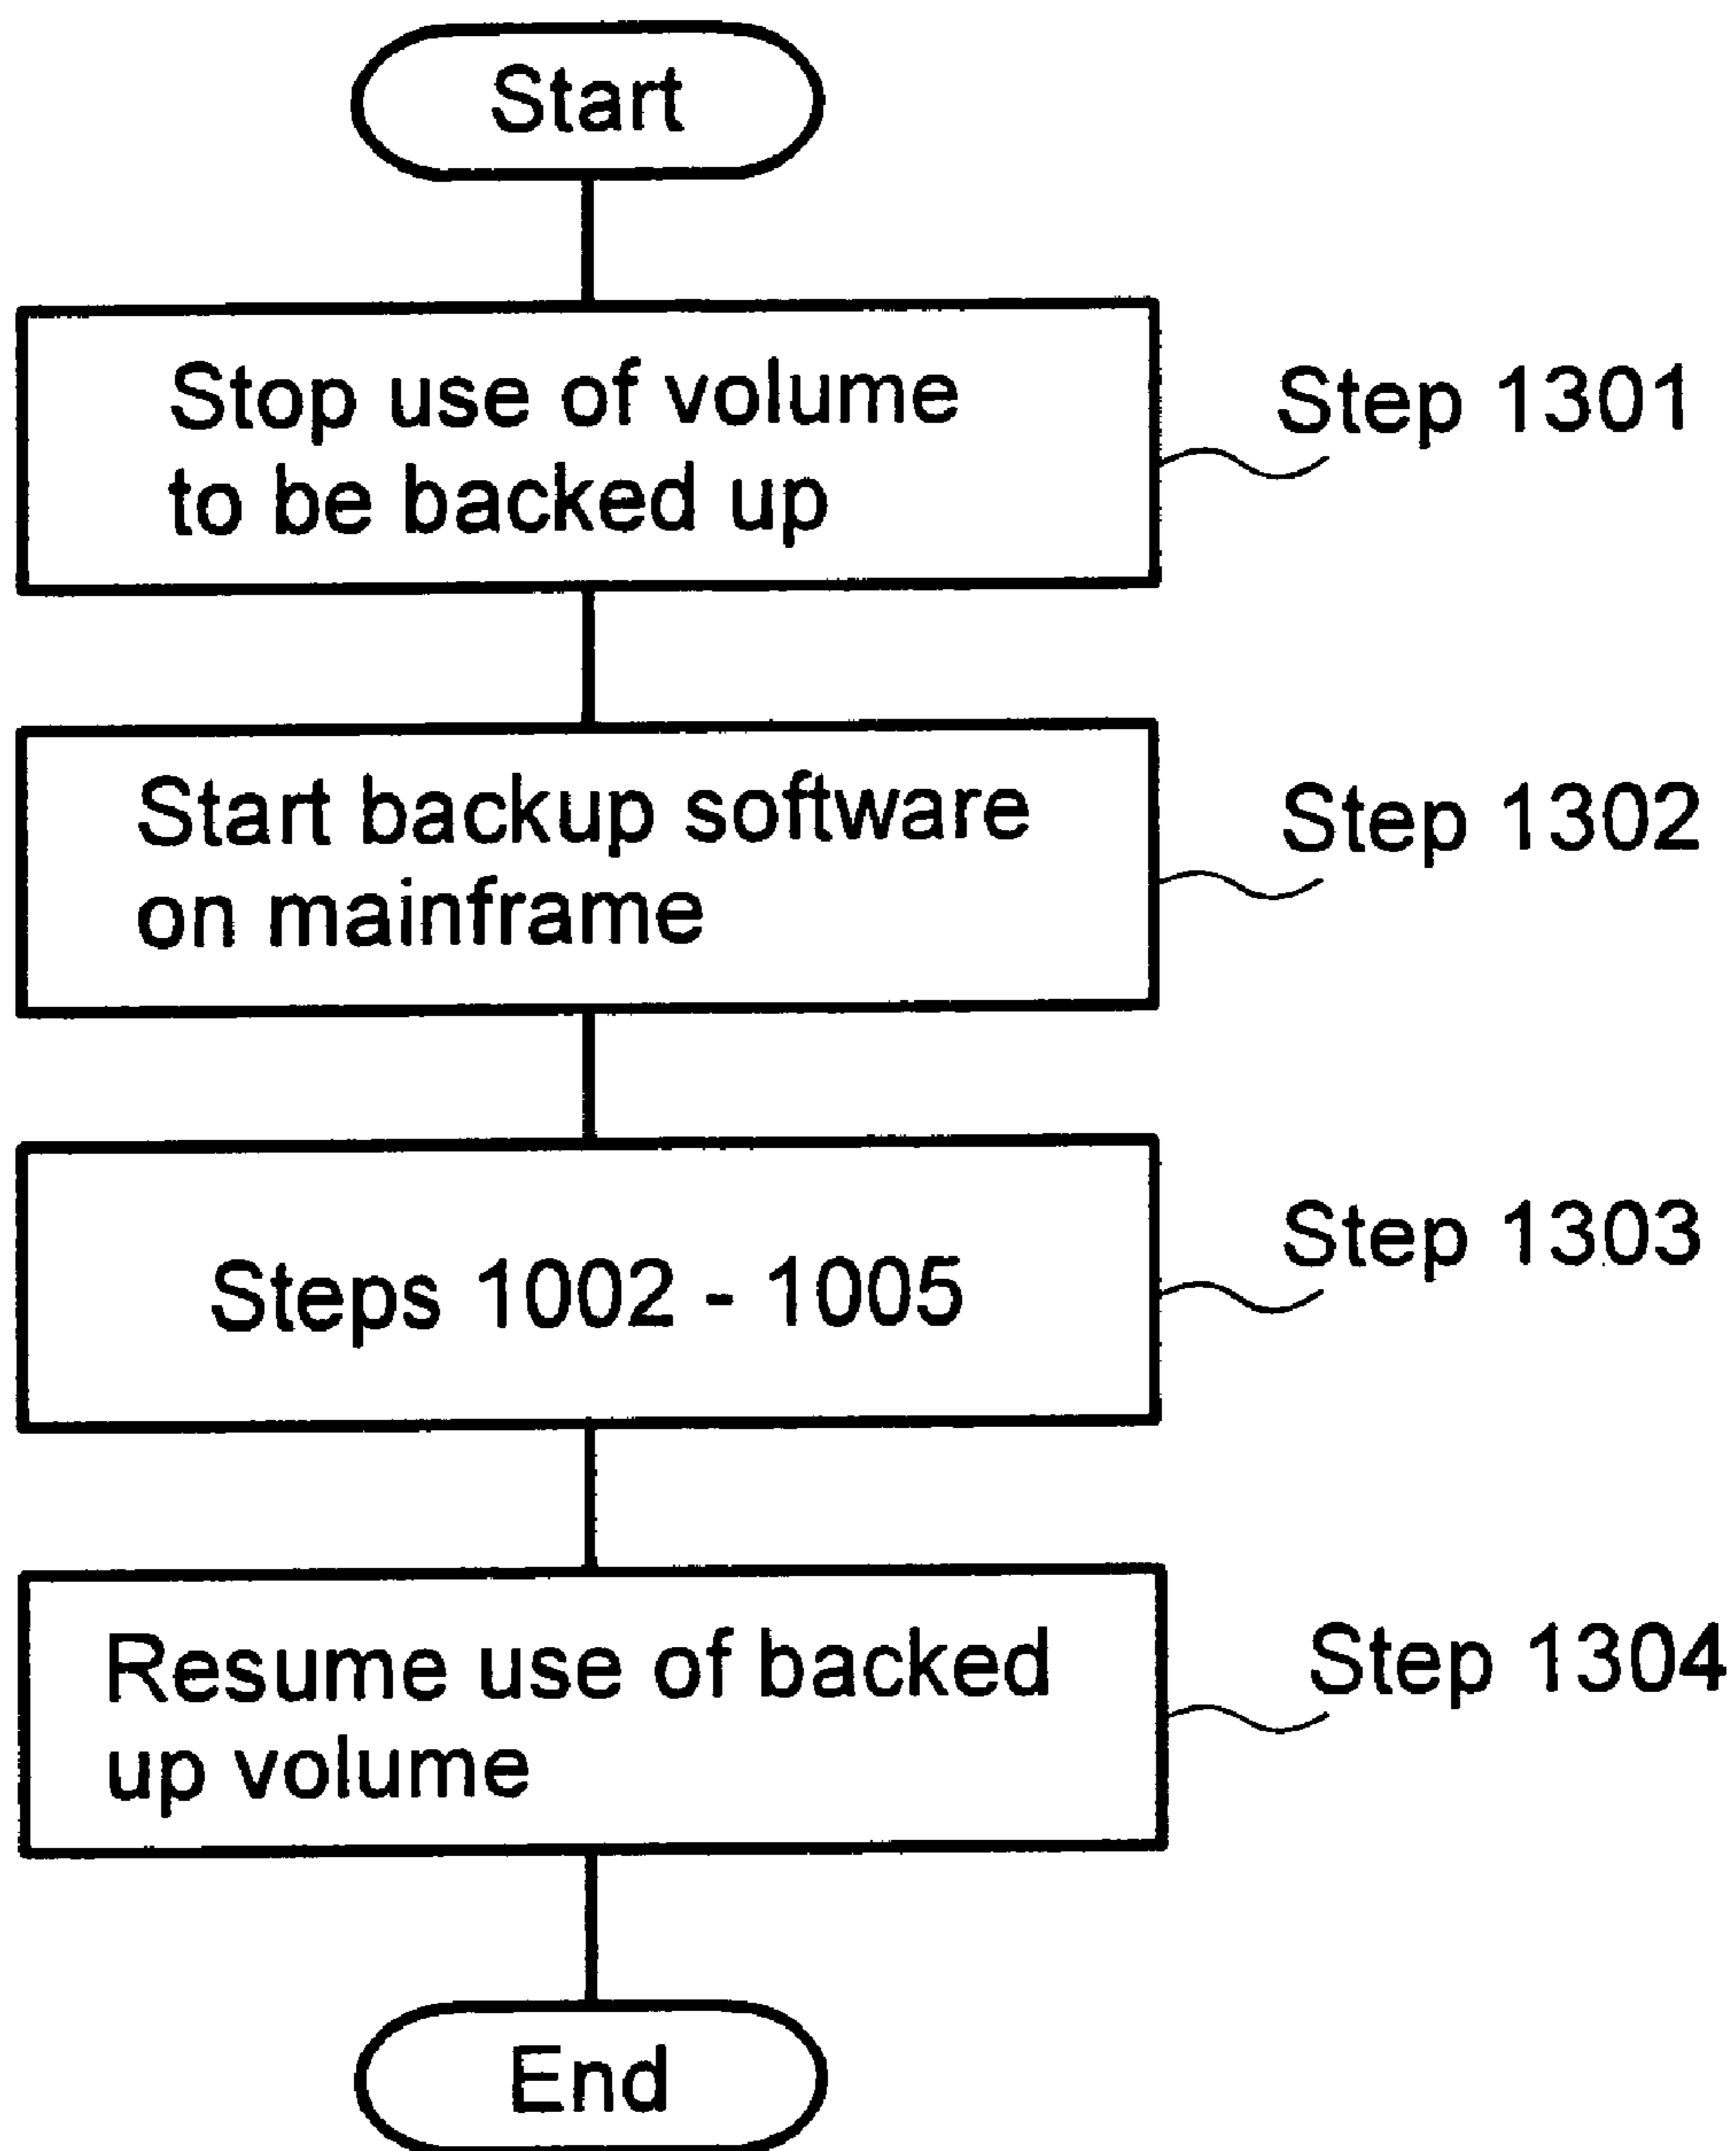 Start
Stop use of volume
to be backed up
Step 1301
Start backup software
on mainframe
Step 1302
Steps 1002 - 1005
Step 1303
Resume use of backed
up volume
Step 1304
End